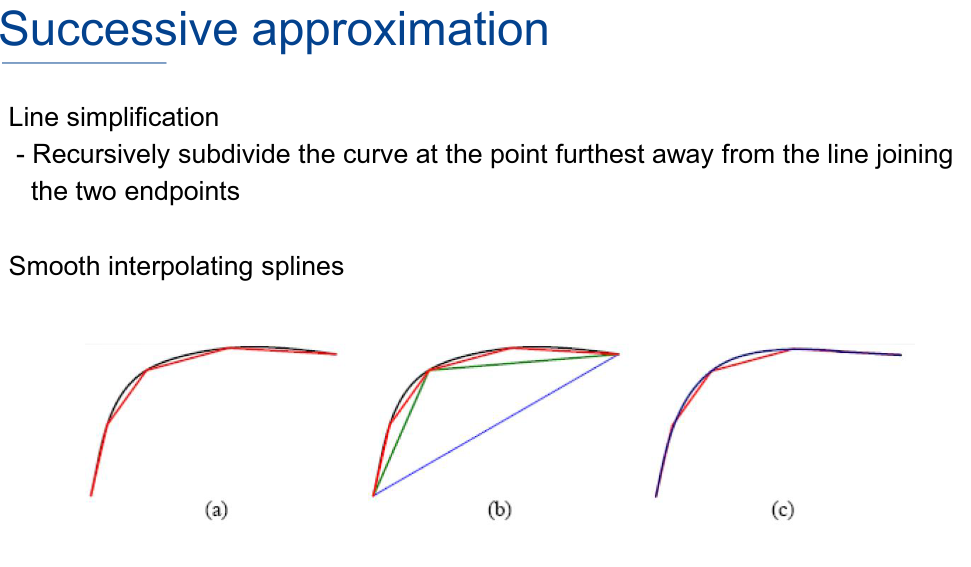 Successive approximation
Line simplification
- Recursively subdivide the curve at the point furthest away from the line joining
the two endpoints
Smooth interpolating splines
(a)
(b)
(c)